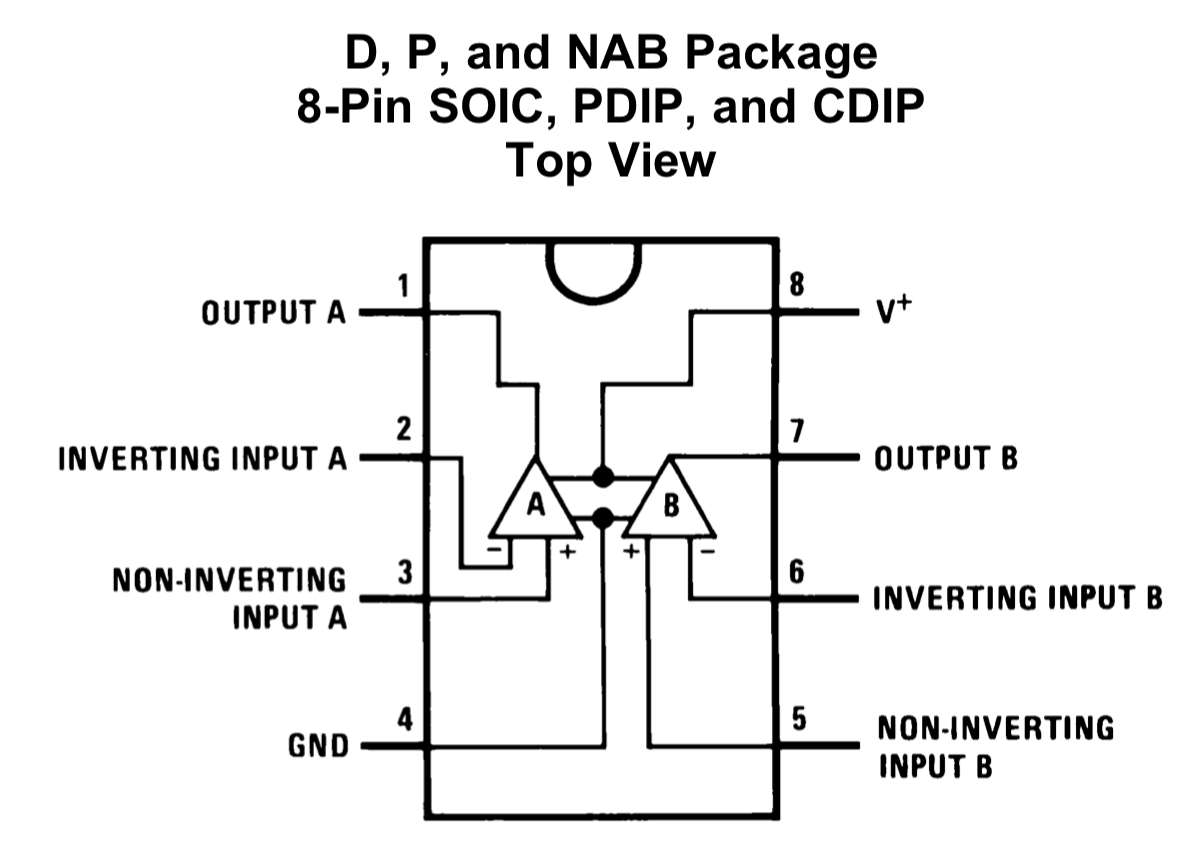 D, P, and NAB Package
8-Pin SOIC, PDIP, and CDIP
Top View
1
OUTPUT A
2
INVERTING INPUT A
3
NON-INVERTING
INPUT A
4
GND
8
V+
7
OUTPUT B
6
INVERTING INPUT B
5
NON-INVERTING
INPUT B
A
B
- + + -